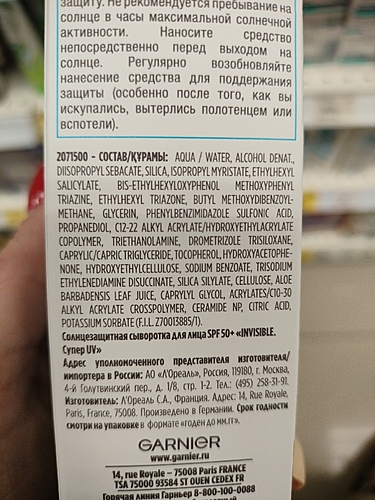 защиту. Не рекомендуется пребывание на
солнце в часы максимальной солнечной
активности. Наносите средство
непосредственно перед выходом на
солнце. Регулярно возобновляйте
нанесение средства для поддержания
защиты (особенно после того, как вы
искупались, вытерлись полотенцем или
вспотели).
2071500 - СОСТАВ/ҚҰРАМЫ: AQUA / WATER, ALCOHOL DENAT.,
DIISOPROPYL SEBACATE, SILICA, ISOPROPYL MYRISTATE, ETHYLHEXYL
SALICYLATE, BIS-ETHYLHEXYLOXYPHENOL METHOXYPHENYL
TRIAZINE, ETHYLHEXYL TRIAZONE, BUTYL METHOXYDIBENZOYL-
METHANE, GLYCERIN, PHENYLBENZIMIDAZOLE SULFONIC ACID,
PROPANEDIOL, C12-22 ALKYL ACRYLATE/HYDROXYETHYLACRYLATE
COPOLYMER, TRIETHANOLAMINE, DROMETRIZOLE TRISILOXANE,
CAPRYLIC/CAPRIC TRIGLYCERIDE, TOCOPHEROL, HYDROXYACETOPHE-
NONE, HYDROXYETHYLCELLULOSE, SODIUM BENZOATE, TRISODIUM
ETHYLENEDIAMINE DISUCCINATE, SILICA SILYLATE, CELLULOSE, ALOE
BARBADENSIS LEAF JUICE, CAPRYLYL GLYCOL, ACRYLATES/C10-30
ALKYL ACRYLATE CROSSPOLYMER, CERAMIDE NP, CITRIC ACID,
POTASSIUM SORBATE (F.I.L. Z70013885/1).
Солнцезащитная сыворотка для лица SPF 50+ «INVISIBLE.
Супер UV»
Адрес уполномоченного представителя изготовителя/
импортера в России: АО «Л'Ореаль», Россия, 119180, г. Москва,
4-й Голутвинский пер., д. 1/8, стр. 1-2. Тел.: (495) 258-31-91.
Изготовитель: Л'Ореаль С.А., Франция. Адрес: 14, Rue Royale,
Paris, France, 75008. Произведено в Германии. Срок годности
смотри на упаковке в формате «годен до ММ.ГГ».
GARNIER
www.garnier.ru
14, rue Royale – 75008 Paris FRANCE
TSA 75000 93584 ST OUEN CEDEX FR
Горячая линия Гарньер 8-800-100-0088